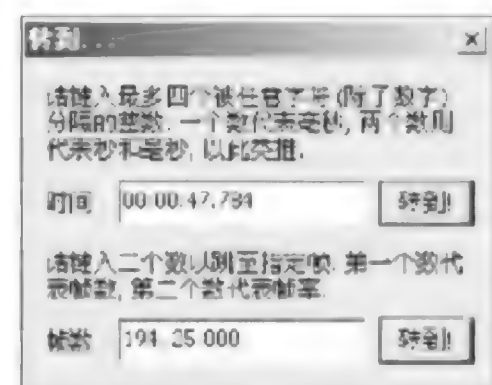 转到...
请键入最多四个被任意字符(除了数字)
分隔的整数. 一个数代表毫秒, 两个数则
代表秒和毫秒, 以此类推.
时间 00:00:47.784 转到!
请键入二个数以跳至指定帧. 第一个数代
表帧数, 第二个数代表帧率.
帧数 1194 25.000 转到!